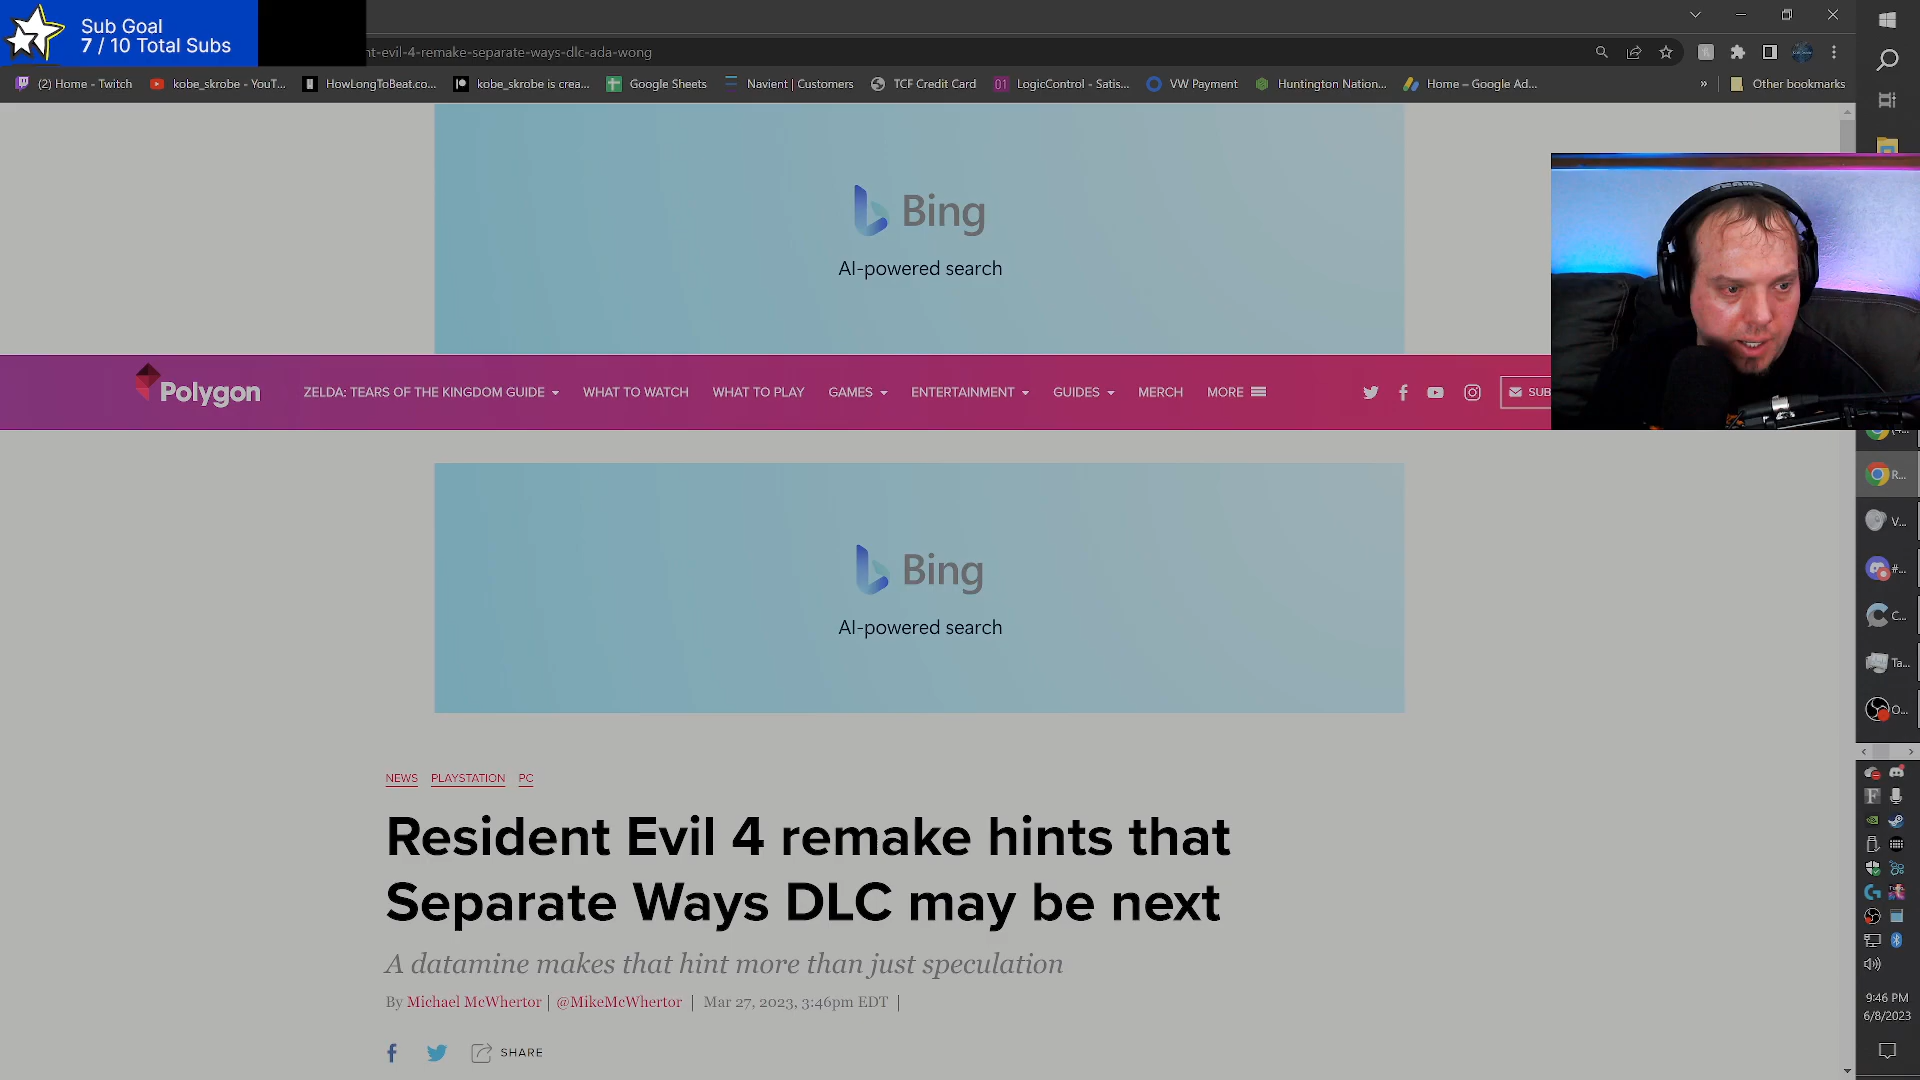 Sub Goal
7 / 10 Total Subs
nt-evil-4-remake-separate-ways-dlc-ada-wong
(2) Home - Twitch
kobe_skrobe - YouT...
HowLongToBeat.co...
kobe_skrobe is crea...
Google Sheets
Navient | Customers
TCF Credit Card
01 LogicControl - Satis...
VW Payment
Huntington Nation...
Home – Google Ad...
»
Other bookmarks
Bing
AI-powered search
SHURE
Polygon
ZELDA: TEARS OF THE KINGDOM GUIDE
WHAT TO WATCH
WHAT TO PLAY
GAMES
ENTERTAINMENT
GUIDES
MERCH
MORE
SUB
R...
V...
#...
C...
Ta...
O...
Bing
AI-powered search
NEWS PLAYSTATION PC
Resident Evil 4 remake hints that
Separate Ways DLC may be next
A datamine makes that hint more than just speculation
By Michael McWhertor | @MikeMcWhertor | Mar 27, 2023, 3:46pm EDT |
SHARE
9:46 PM
6/8/2023